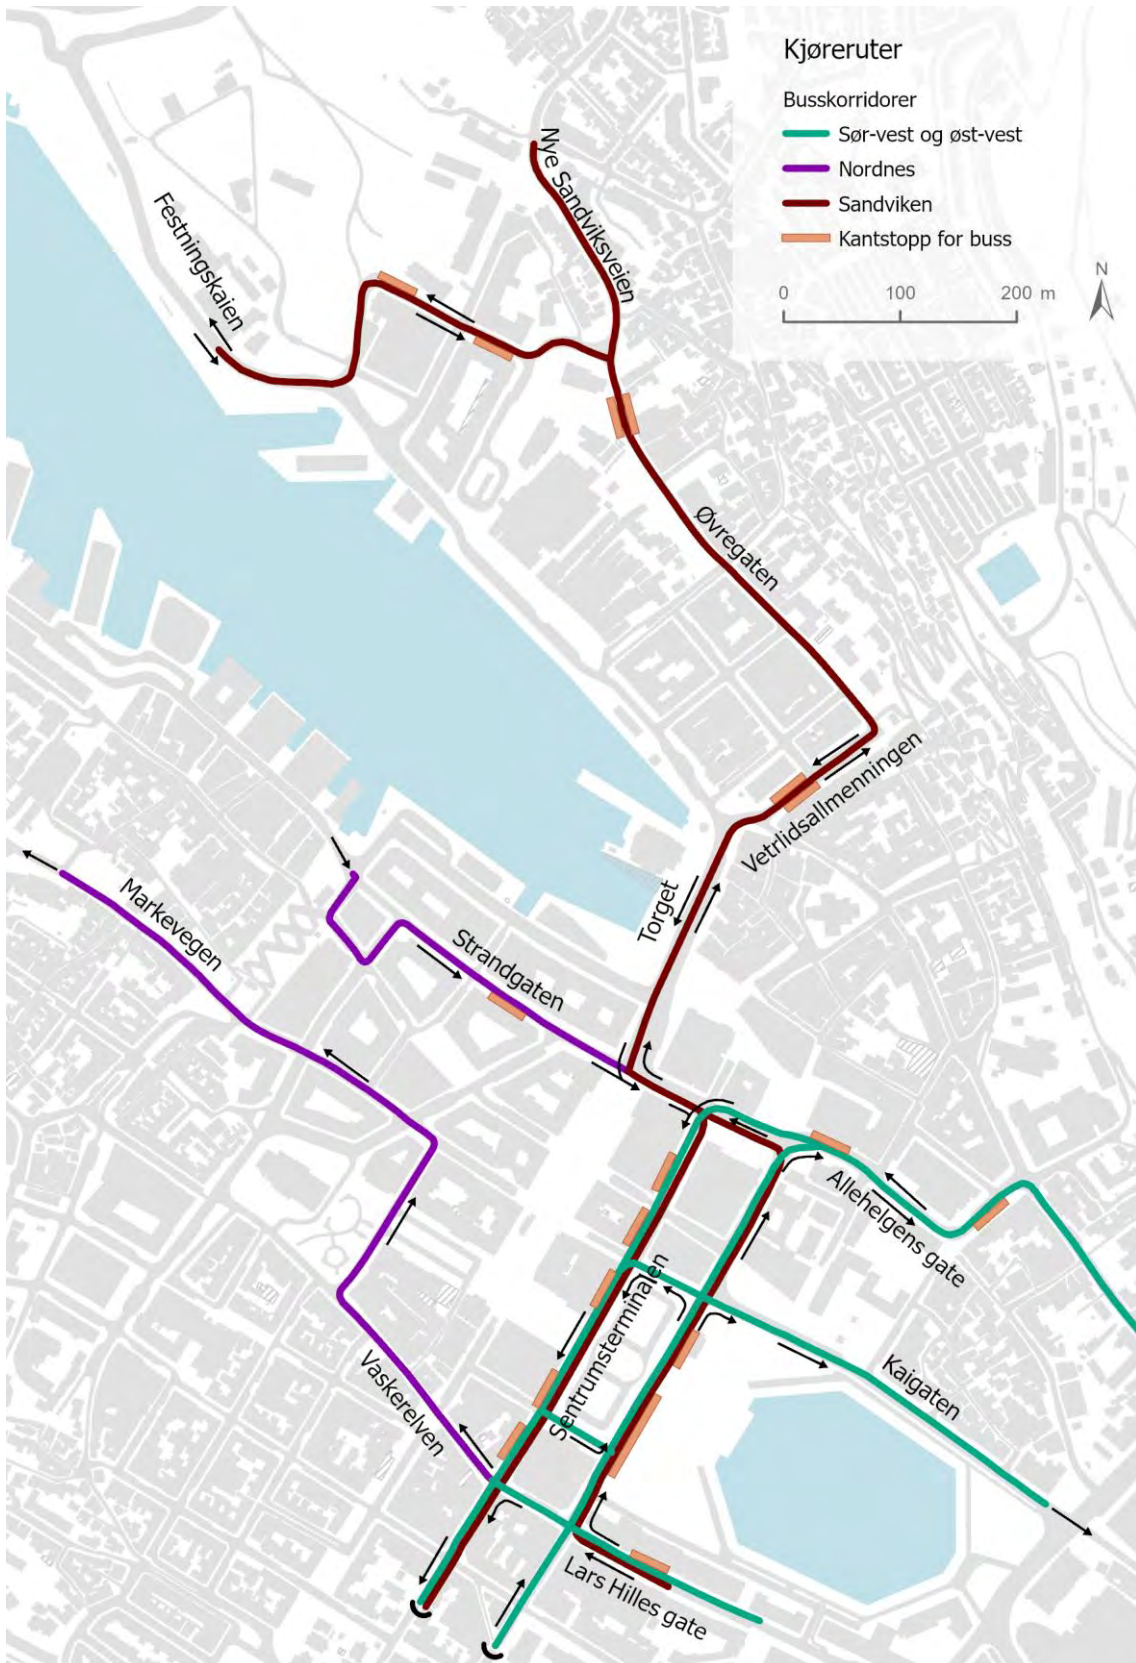 Kjøreruter
Busskorridorer
Sør-vest og øst-vest
Nordnes
Sandviken
Kantstopp for buss
0 100 200 m
N
Nye Sandviksveien
Festningskaien
Øvregaten
Vetrlidsallmenningen
Torget
Markevegen
Strandgaten
Allehelgens gate
Sentrumsterminalen
Kaigaten
Vaskerelven
Lars Hilles gate